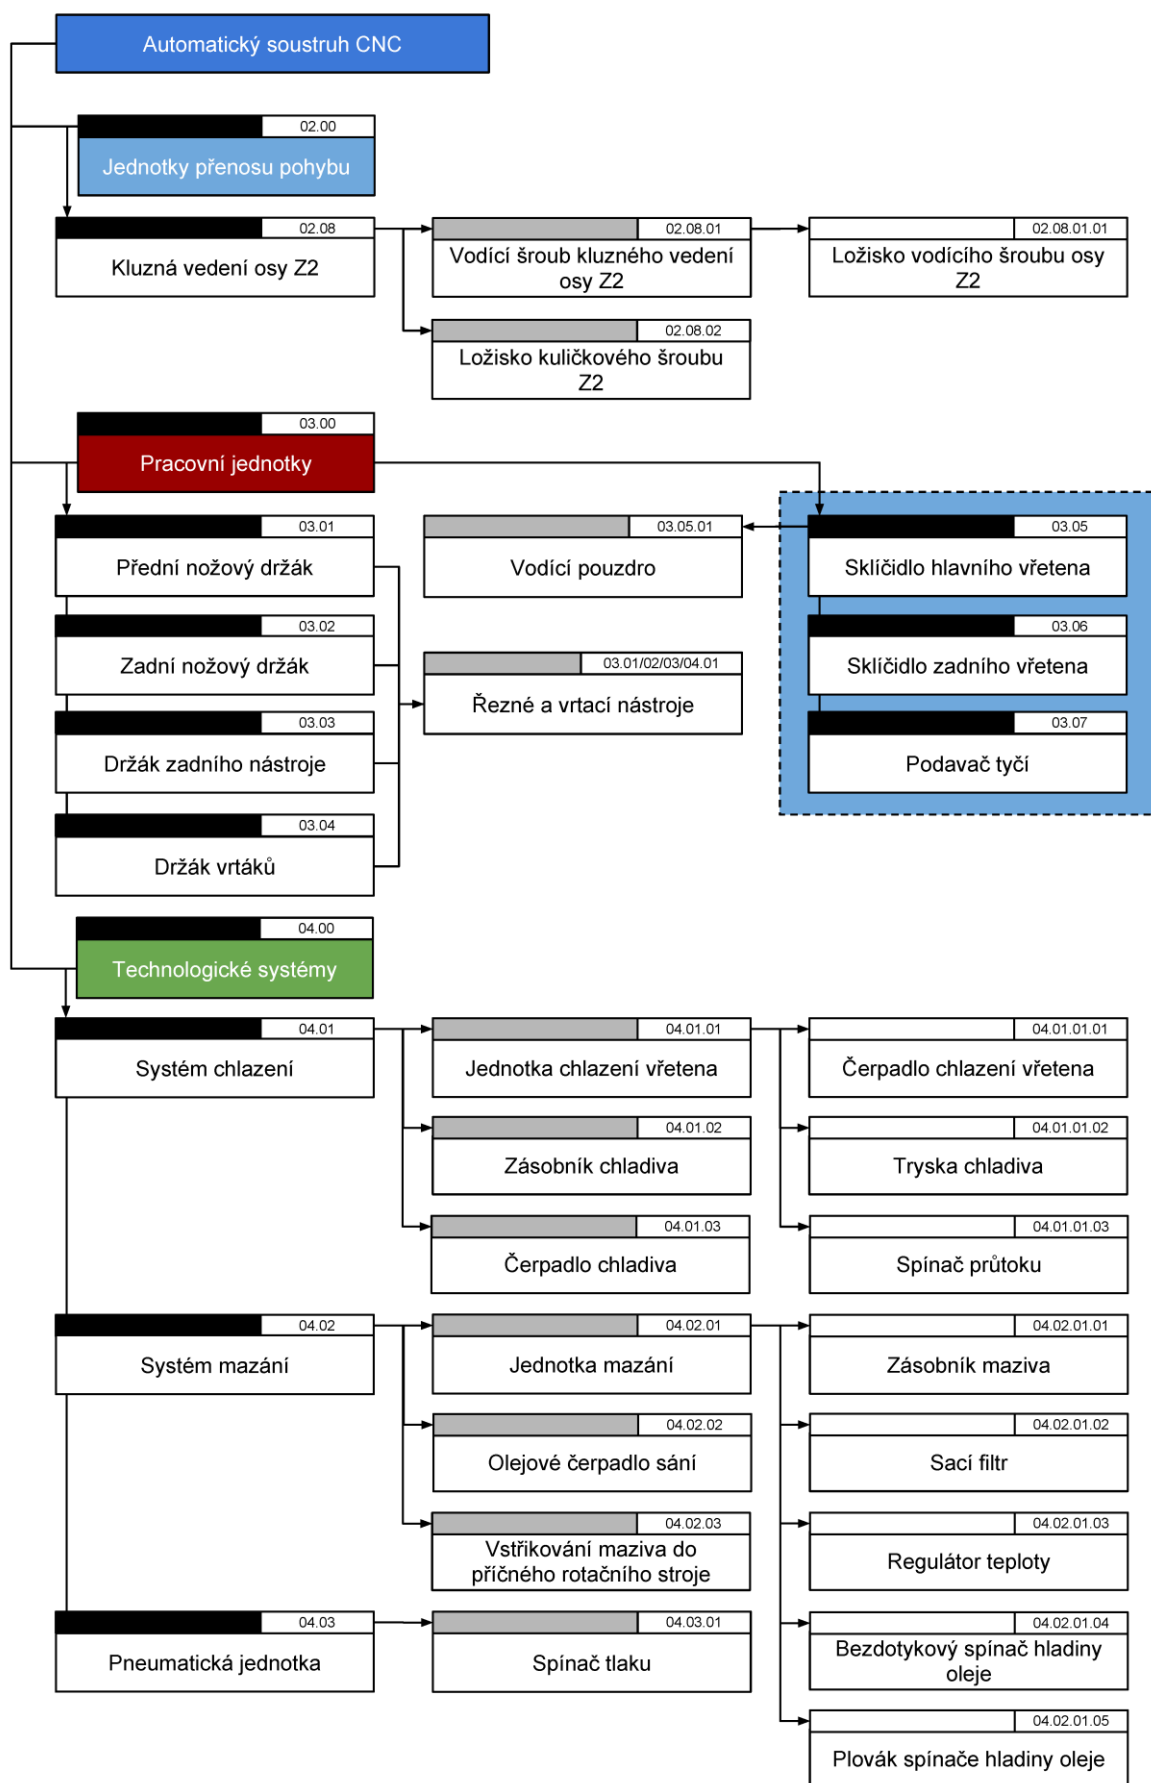 Automatický soustruh CNC
02.00
Jednotky přenosu pohybu
02.08
Kluzná vedení osy Z2
02.08.01
Vodící šroub kluzného vedení
osy Z2
02.08.01.01
Ložisko vodícího šroubu osy
Z2
02.08.02
Ložisko kuličkového šroubu
Z2
03.00
Pracovní jednotky
03.01
Přední nožový držák
03.05.01
Vodící pouzdro
03.05
Sklíčidlo hlavního vřetena
03.02
Zadní nožový držák
03.01/02/03/04.01
Řezné a vrtací nástroje
03.06
Sklíčidlo zadního vřetena
03.03
Držák zadního nástroje
03.07
Podavač tyčí
03.04
Držák vrtáků
04.00
Technologické systémy
04.01
Systém chlazení
04.01.01
Jednotka chlazení vřetena
04.01.01.01
Čerpadlo chlazení vřetena
04.01.02
Zásobník chladiva
04.01.01.02
Tryska chladiva
04.01.03
Čerpadlo chladiva
04.01.01.03
Spínač průtoku
04.02
Systém mazání
04.02.01
Jednotka mazání
04.02.01.01
Zásobník maziva
04.02.02
Olejové čerpadlo sání
04.02.01.02
Sací filtr
04.02.03
Vstřikování maziva do
příčného rotačního stroje
04.02.01.03
Regulátor teploty
04.03
Pneumatická jednotka
04.03.01
Spínač tlaku
04.02.01.04
Bezdotykový spínač hladiny
oleje
04.02.01.05
Plovák spínače hladiny oleje